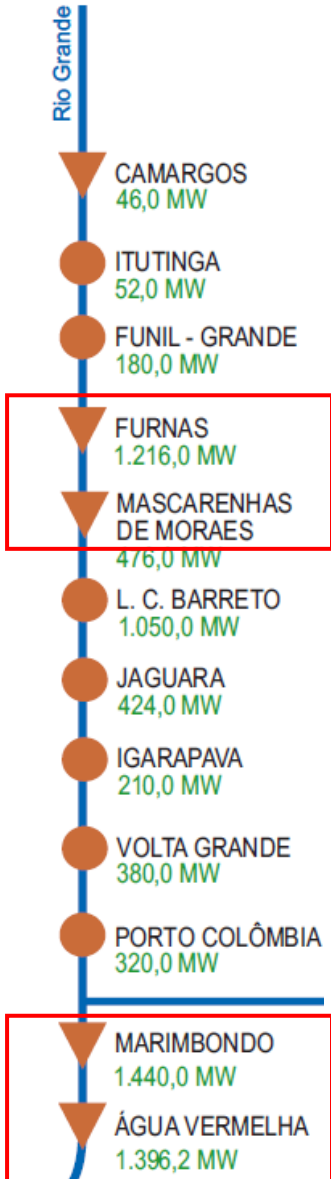 Rio Grande
CAMARGOS
46,0 MW
ITUTINGA
52,0 MW
FUNIL - GRANDE
180,0 MW
FURNAS
1.216,0 MW
MASCARENHAS
DE MORAES
476,0 MW
L. C. BARRETO
1.050,0 MW
JAGUARA
424,0 MW
IGARAPAVA
210,0 MW
VOLTA GRANDE
380,0 MW
PORTO COLÔMBIA
320,0 MW
MARIMBONDO
1.440,0 MW
ÁGUA VERMELHA
1.396,2 MW